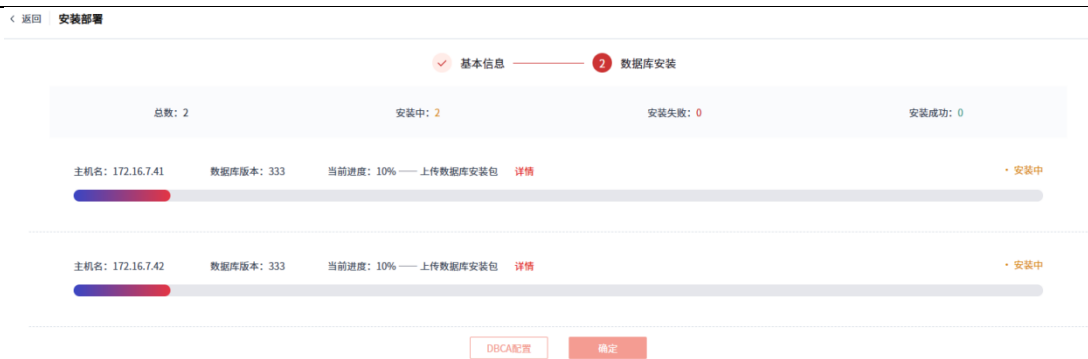 返回 安装部署
基本信息 2 数据库安装
总数：2 安装中：2 安装失败：0 安装成功：0
主机名：172.16.7.41 数据库版本：333 当前进度：10% —— 上传数据库安装包 详情 · 安装中
主机名：172.16.7.42 数据库版本：333 当前进度：10% —— 上传数据库安装包 详情 · 安装中
DBCA配置 确定